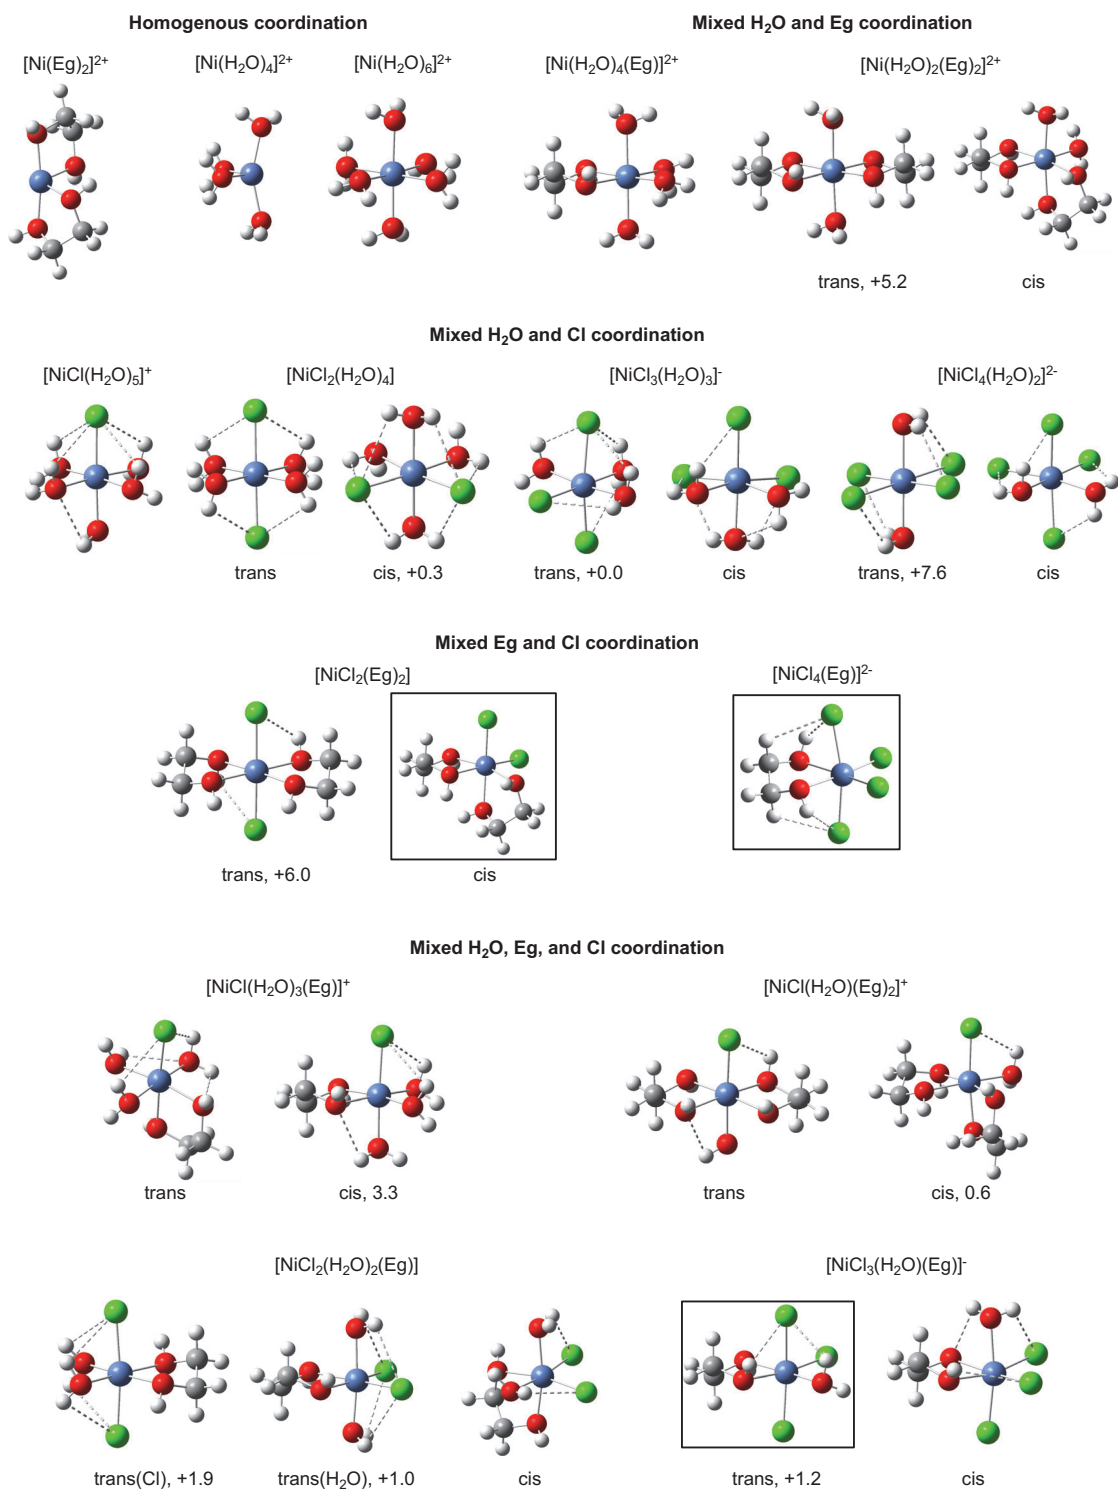 Homogenous coordination
Mixed H₂O and Eg coordination
[Ni(Eg)₂]²⁺
[Ni(H₂O)₄]²⁺
[Ni(H₂O)₆]²⁺
[Ni(H₂O)₄(Eg)]²⁺
[Ni(H₂O)₂(Eg)₂]²⁺
trans, +5.2
cis
Mixed H₂O and Cl coordination
[NiCl(H₂O)₅]⁺
[NiCl₂(H₂O)₄]
[NiCl₃(H₂O)₃]⁻
[NiCl₄(H₂O)₂]²⁻
trans
cis, +0.3
trans, +0.0
cis
trans, +7.6
cis
Mixed Eg and Cl coordination
[NiCl₂(Eg)₂]
[NiCl₄(Eg)]²⁻
trans, +6.0
cis
Mixed H₂O, Eg, and Cl coordination
[NiCl(H₂O)₃(Eg)]⁺
[NiCl(H₂O)(Eg)₂]⁺
trans
cis, 3.3
trans
cis, 0.6
[NiCl₂(H₂O)₂(Eg)]
[NiCl₃(H₂O)(Eg)]⁻
trans(Cl), +1.9
trans(H₂O), +1.0
cis
trans, +1.2
cis